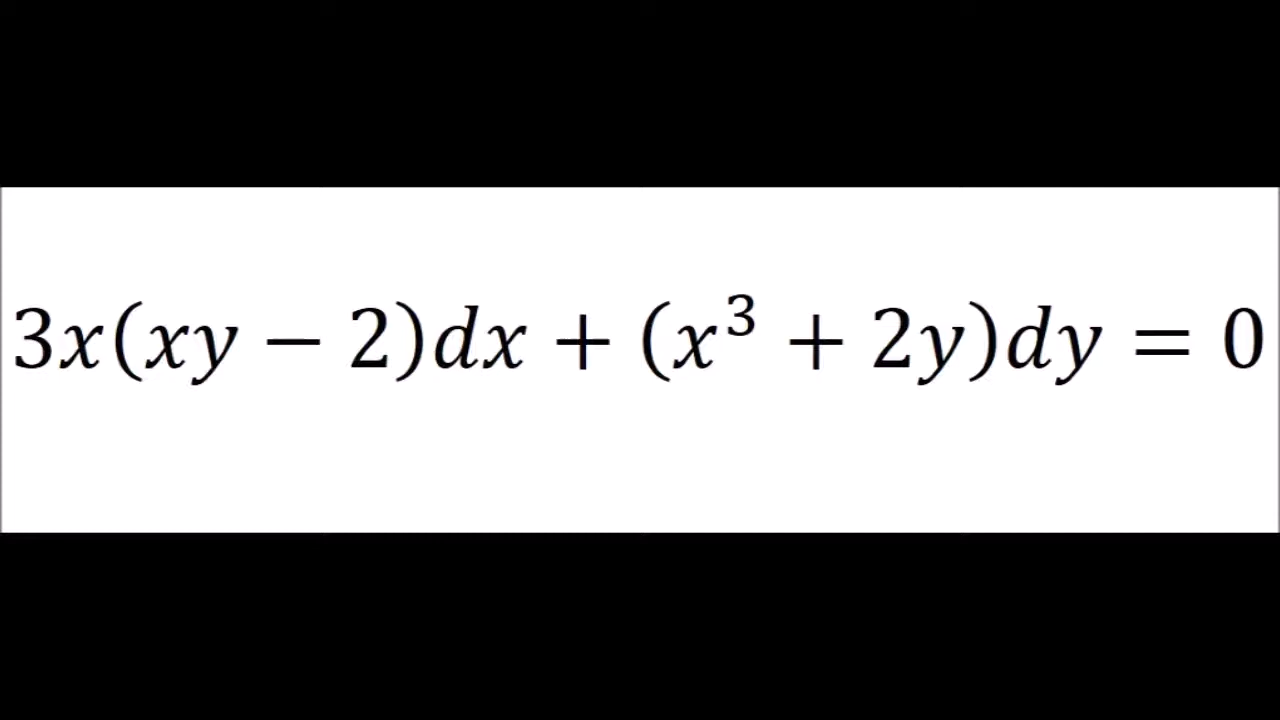 3x(xy − 2)dx + (x³ + 2y)dy = 0